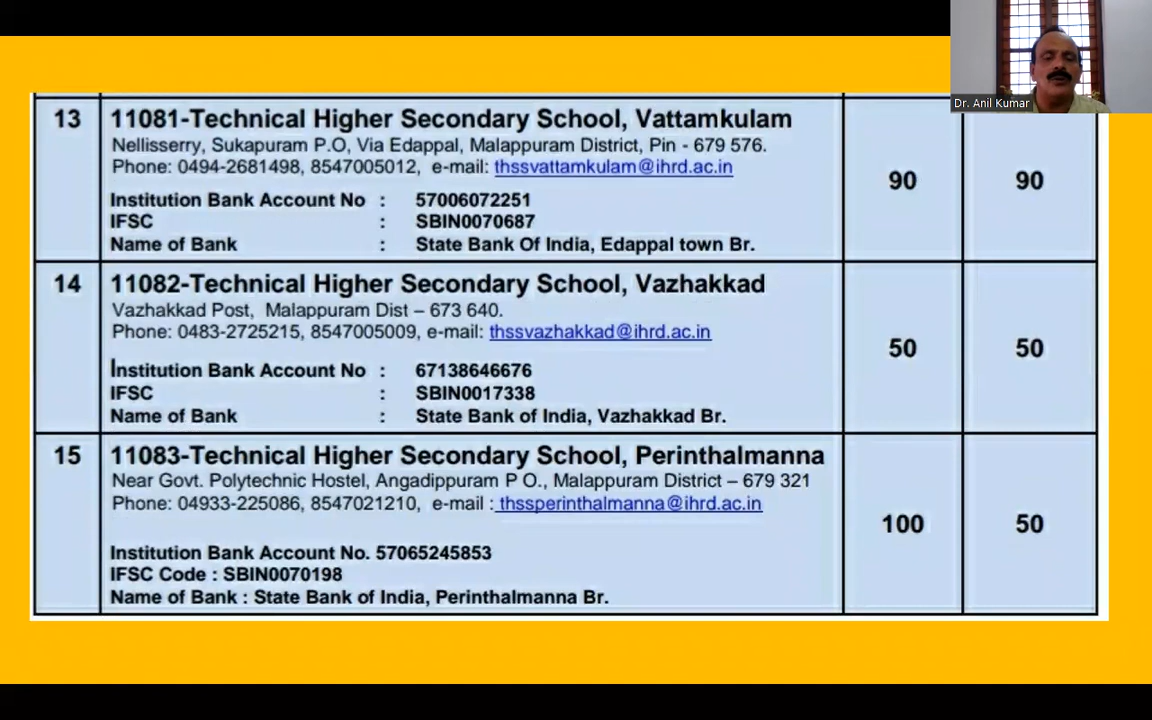 Dr. Anil Kumar
13
11081-Technical Higher Secondary School, Vattamkulam
Nellisserry, Sukapuram P.O, Via Edappal, Malappuram District, Pin - 679 576.
Phone: 0494-2681498, 8547005012, e-mail: thssvattamkulam@ihrd.ac.in
Institution Bank Account No : 57006072251
IFSC : SBIN0070687
Name of Bank : State Bank Of India, Edappal town Br.
90
90
14
11082-Technical Higher Secondary School, Vazhakkad
Vazhakkad Post, Malappuram Dist – 673 640.
Phone: 0483-2725215, 8547005009, e-mail: thssvazhakkad@ihrd.ac.in
Institution Bank Account No : 67138646676
IFSC : SBIN0017338
Name of Bank : State Bank of India, Vazhakkad Br.
50
50
15
11083-Technical Higher Secondary School, Perinthalmanna
Near Govt. Polytechnic Hostel, Angadippuram P O., Malappuram District – 679 321
Phone: 04933-225086, 8547021210, e-mail : thssperinthalmanna@ihrd.ac.in
Institution Bank Account No. 57065245853
IFSC Code : SBIN0070198
Name of Bank : State Bank of India, Perinthalmanna Br.
100
50